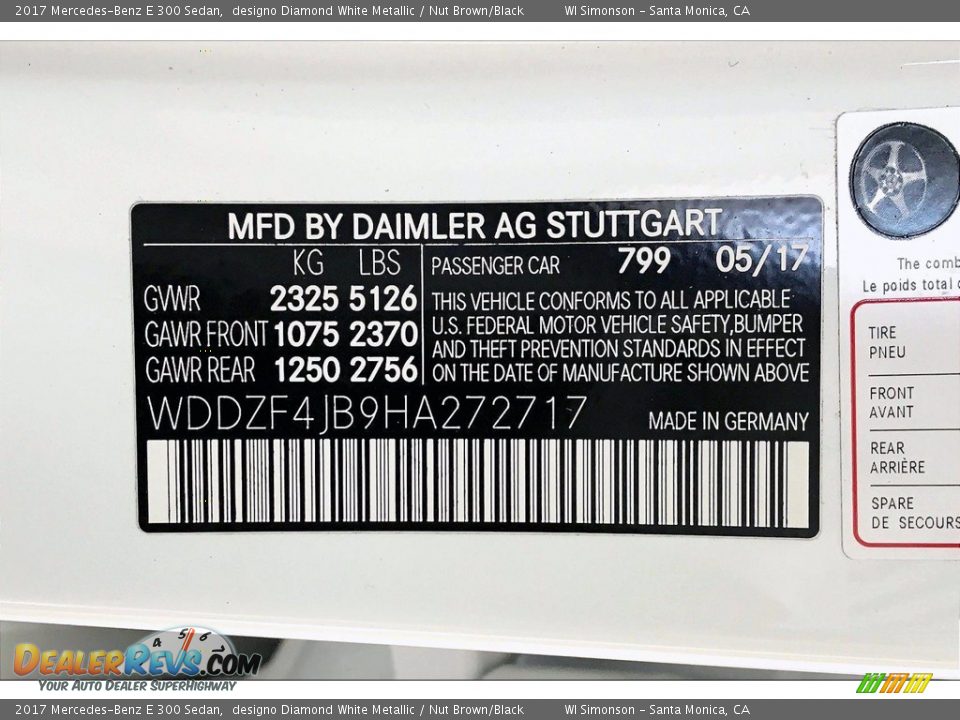 2017 Mercedes-Benz E 300 Sedan, designo Diamond White Metallic / Nut Brown/Black WI Simonson - Santa Monica, CA
MFD BY DAIMLER AG STUTTGART
KG LBS
GVWR 2325 5126
GAWR FRONT 1075 2370
GAWR REAR 1250 2756
PASSENGER CAR 799 05/17
THIS VEHICLE CONFORMS TO ALL APPLICABLE
U.S. FEDERAL MOTOR VEHICLE SAFETY,BUMPER
AND THEFT PREVENTION STANDARDS IN EFFECT
ON THE DATE OF MANUFACTURE SHOWN ABOVE
WDDZF4JB9HA272717 MADE IN GERMANY
The comb
Le poids total
TIRE
PNEU
FRONT
AVANT
REAR
ARRIÈRE
SPARE
DE SECOURS
4 5 6
DEALERREVS.COM
YOUR AUTO DEALER SUPERHIGHWAY
2017 Mercedes-Benz E 300 Sedan, designo Diamond White Metallic / Nut Brown/Black WI Simonson - Santa Monica, CA